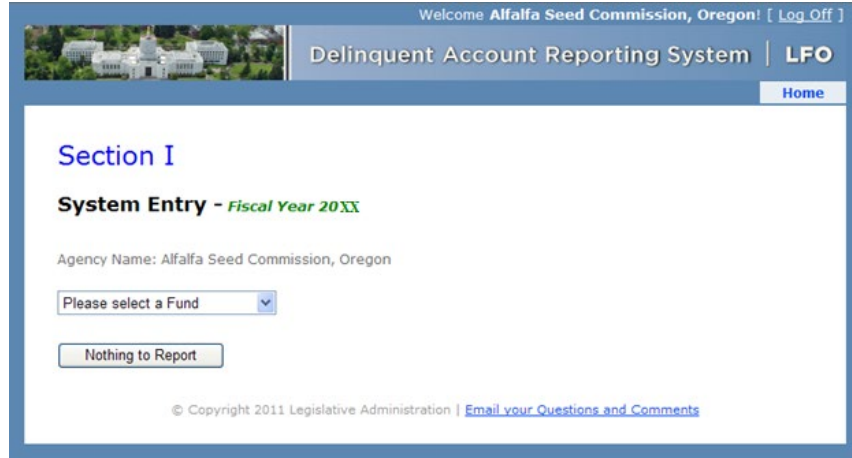 Welcome Alfalfa Seed Commission, Oregon! [ Log Off ]
Delinquent Account Reporting System | LFO
Home
Section I
System Entry - Fiscal Year 20XX
Agency Name: Alfalfa Seed Commission, Oregon
Please select a Fund
Nothing to Report
© Copyright 2011 Legislative Administration | Email your Questions and Comments